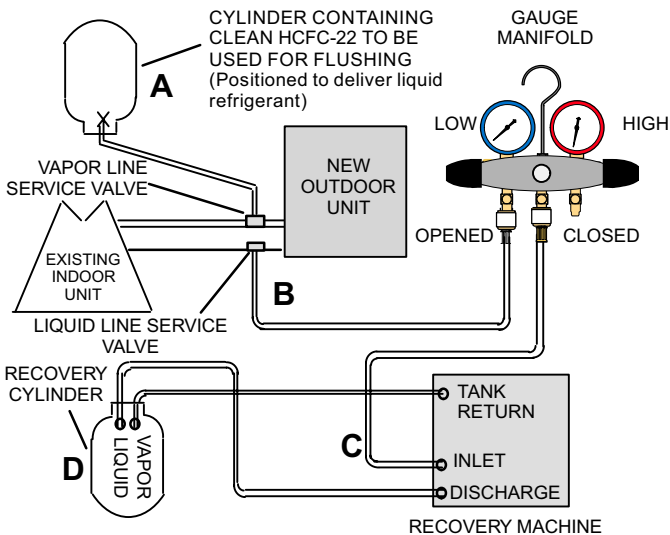 CYLINDER CONTAINING
CLEAN HCFC-22 TO BE
USED FOR FLUSHING
(Positioned to deliver liquid
refrigerant)
A
GAUGE
MANIFOLD
LOW
HIGH
VAPOR LINE
SERVICE VALVE
NEW
OUTDOOR
UNIT
EXISTING
INDOOR
UNIT
OPENED
CLOSED
B
LIQUID LINE SERVICE
VALVE
RECOVERY
CYLINDER
TANK
RETURN
C
D
LIQUID
VAPOR
INLET
DISCHARGE
RECOVERY MACHINE